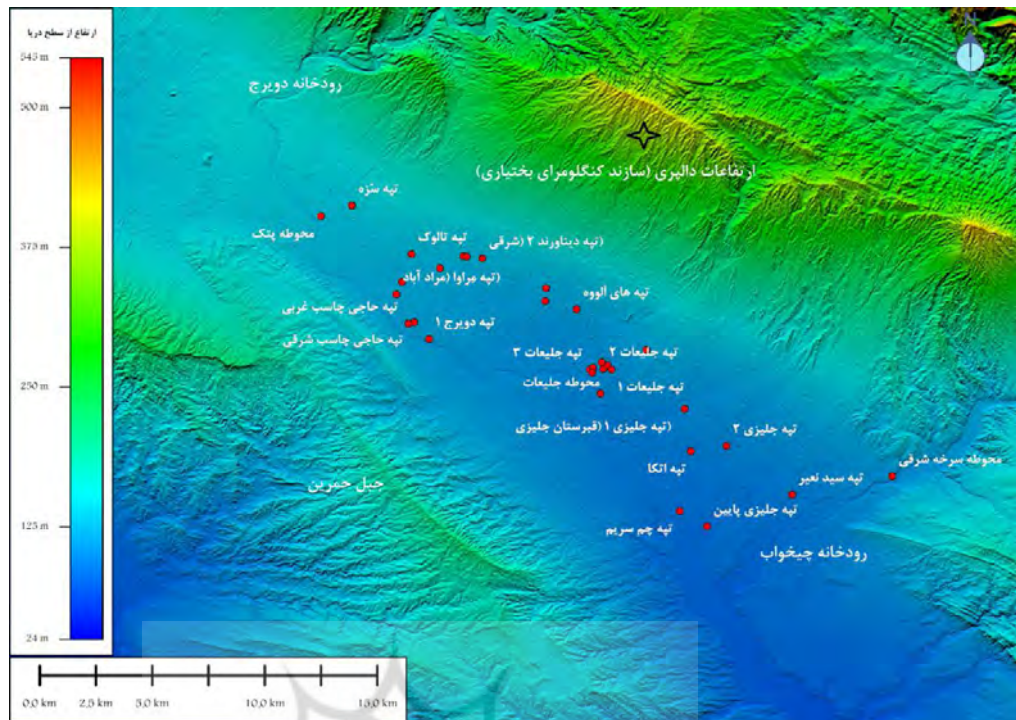 ارتفاع از سطح دریا
545 m
500 m
375 m
250 m
125 m
24 m
N
رودخانه دویرج
ارتفاعات دالپری (سازند کنگلومرای بختیاری)
تپه سزه
محوطه پتک
تپه تالوک
تپه دیناورند ۲ (شرقی)
تپه مراوا (مراد آباد)
تپه های آلووه
تپه حاجی چاسب غربی
تپه دویرج ۱
تپه حاجی چاسب شرقی
تپه جلیعات ۳
تپه جلیعات ۲
محوطه جلیعات
تپه جلیعات ۱
تپه جلیزی ۱ (قبرستان جلیزی)
تپه جلیزی ۲
تپه اتکا
محوطه سرخه شرقی
تپه سید نعیر
جبل حمرین
تپه جلیزی پایین
تپه چم سریم
رودخانه چیخواب
0,0 km
2,5 km
5,0 km
10,0 km
15,0 km